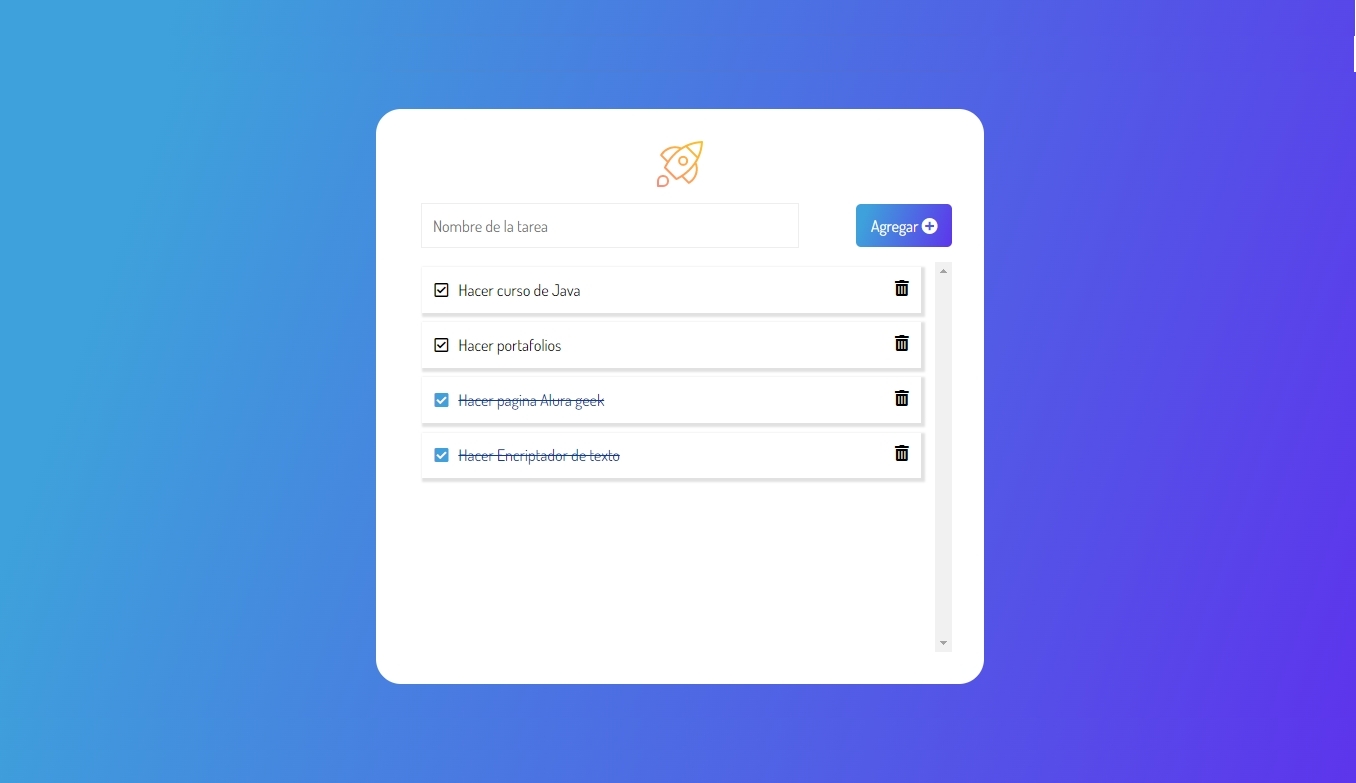 Nombre de la tarea
Agregar
Hacer curso de Java
Hacer portafolios
Hacer pagina Alura geek
Hacer Encriptador de texto